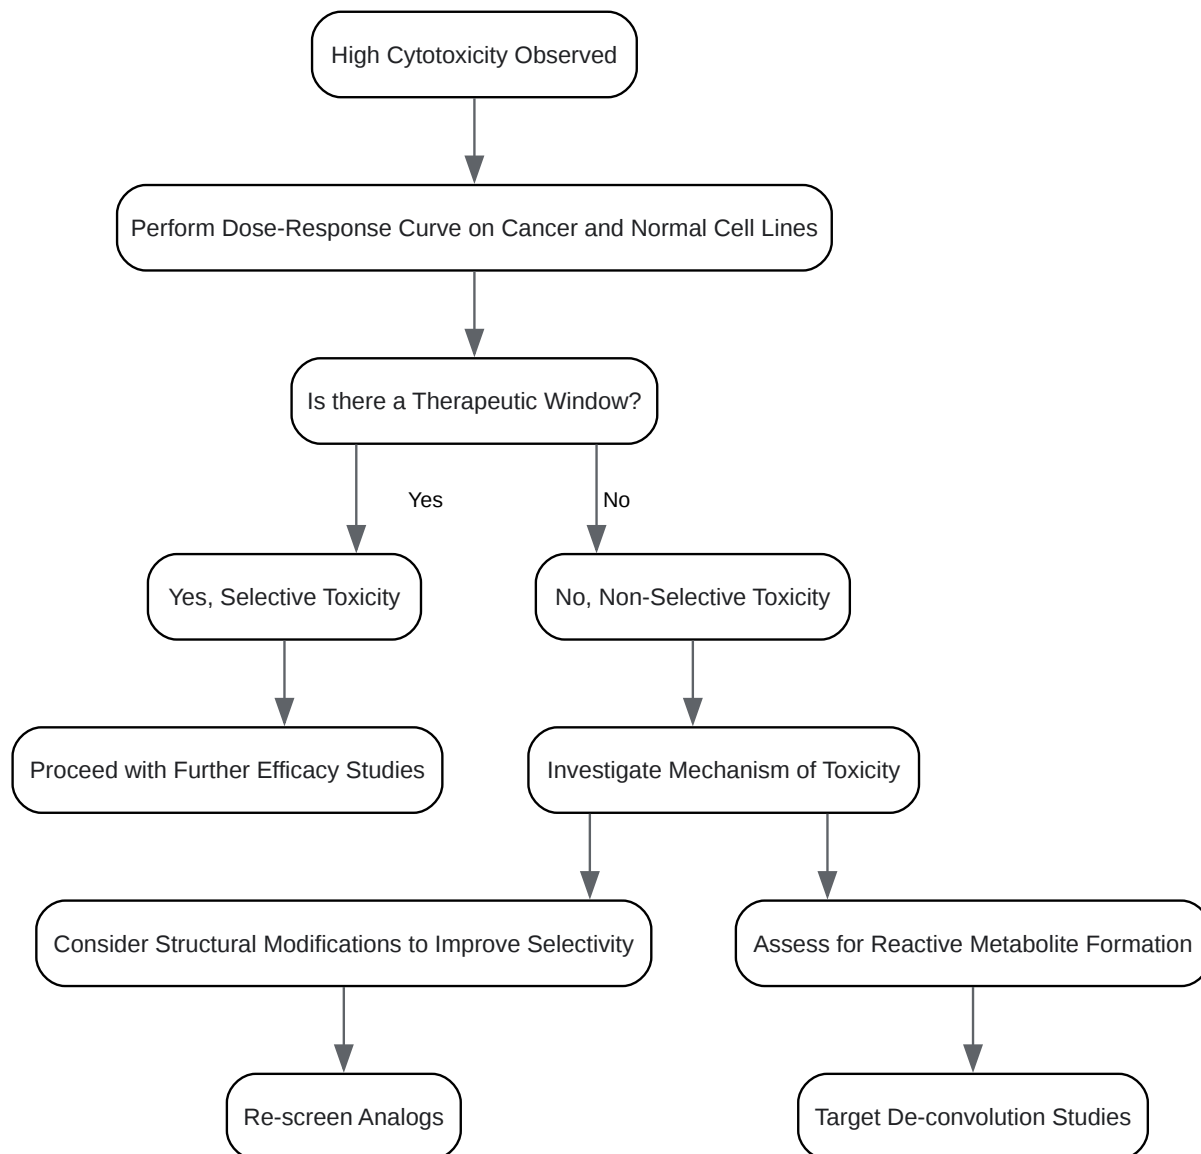 High Cytotoxicity Observed
Perform Dose-Response Curve on Cancer and Normal Cell Lines
Is there a Therapeutic Window?
Yes
No
Yes, Selective Toxicity
No, Non-Selective Toxicity
Proceed with Further Efficacy Studies
Investigate Mechanism of Toxicity
Consider Structural Modifications to Improve Selectivity
Assess for Reactive Metabolite Formation
Re-screen Analogs
Target De-convolution Studies